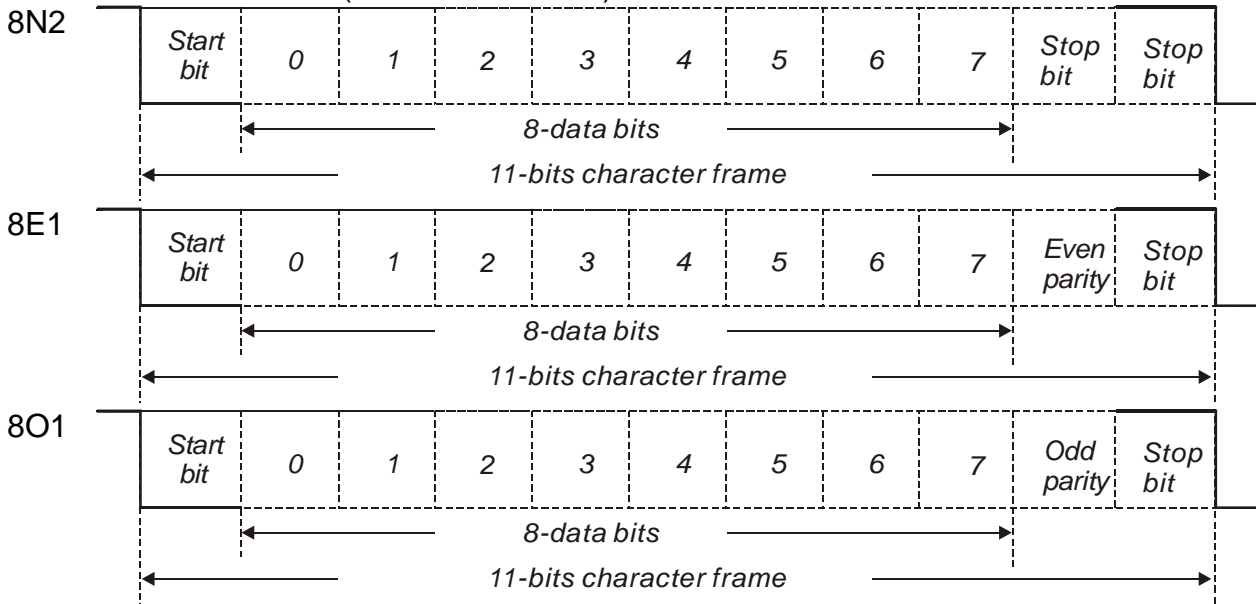 8N2
Start bit 0 1 2 3 4 5 6 7 Stop bit Stop bit
8-data bits
11-bits character frame
8E1
Start bit 0 1 2 3 4 5 6 7 Even parity Stop bit
8-data bits
11-bits character frame
8O1
Start bit 0 1 2 3 4 5 6 7 Odd parity Stop bit
8-data bits
11-bits character frame